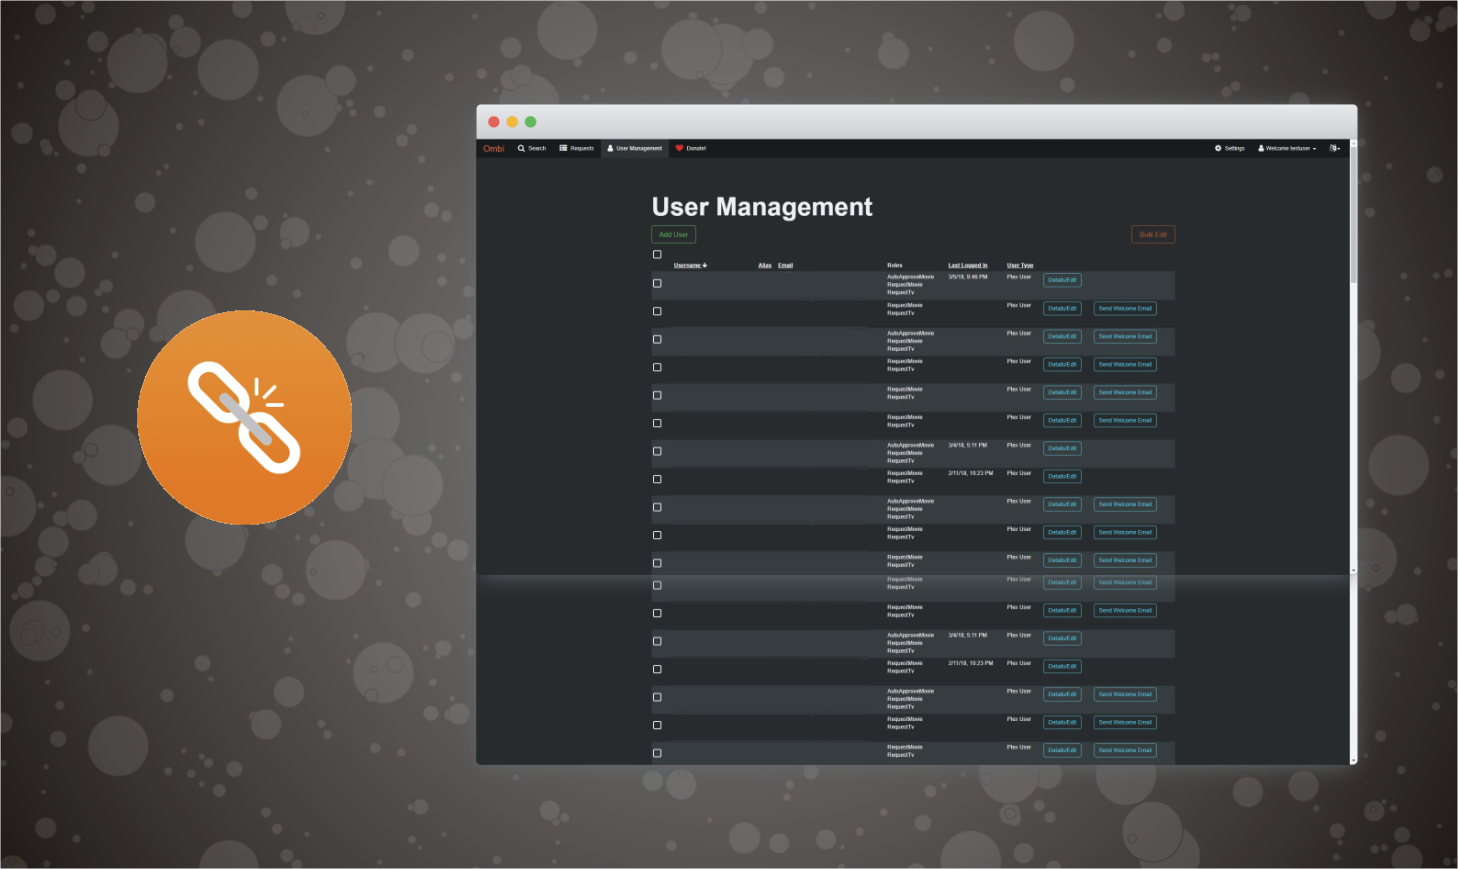 Ombi Search Requests User Management Donate! Settings Welcome testuser
User Management
Add User Bulk Edit
Username Alias Email Roles Last Logged In User Type
AutoApproveMovie 3/5/18, 9:46 PM Plex User Details/Edit
RequestMovie
RequestTv
RequestMovie Plex User Details/Edit Send Welcome Email
RequestTv
AutoApproveMovie Plex User Details/Edit Send Welcome Email
RequestMovie
RequestTv
RequestMovie Plex User Details/Edit Send Welcome Email
RequestTv
RequestMovie Plex User Details/Edit Send Welcome Email
RequestTv
RequestMovie Plex User Details/Edit Send Welcome Email
RequestTv
AutoApproveMovie 3/4/18, 5:11 PM Plex User Details/Edit
RequestMovie
RequestTv
RequestMovie 2/11/18, 10:23 PM Plex User Details/Edit
RequestTv
AutoApproveMovie Plex User Details/Edit Send Welcome Email
RequestMovie
RequestTv
RequestMovie Plex User Details/Edit Send Welcome Email
RequestTv
RequestMovie Plex User Details/Edit Send Welcome Email
RequestTv
RequestMovie Plex User Details/Edit Send Welcome Email
RequestTv
RequestMovie Plex User Details/Edit Send Welcome Email
RequestTv
AutoApproveMovie 3/4/18, 5:11 PM Plex User Details/Edit
RequestMovie
RequestTv
RequestMovie 2/11/18, 10:23 PM Plex User Details/Edit
RequestTv
AutoApproveMovie Plex User Details/Edit Send Welcome Email
RequestMovie
RequestTv
RequestMovie Plex User Details/Edit Send Welcome Email
RequestTv
RequestMovie Plex User Details/Edit Send Welcome Email
RequestTv